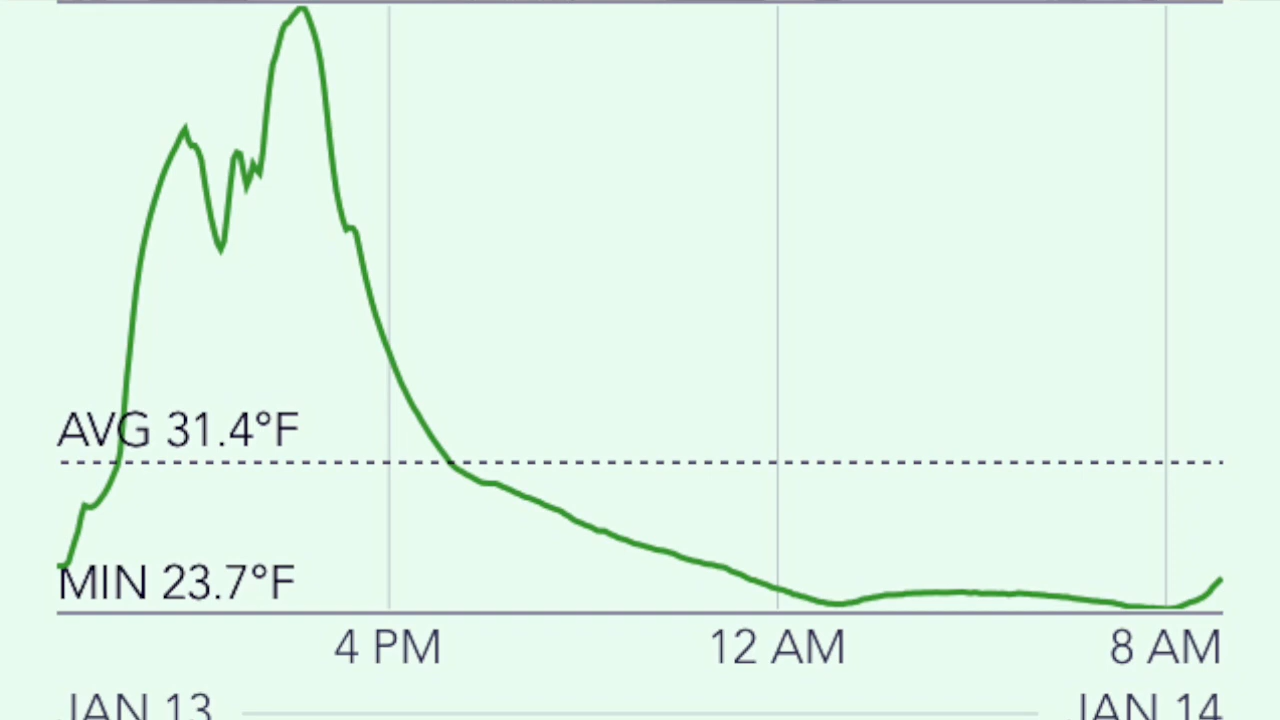 AVG 31.4°F
MIN 23.7°F
4 PM 12 AM 8 AM
JAN 13 JAN 14